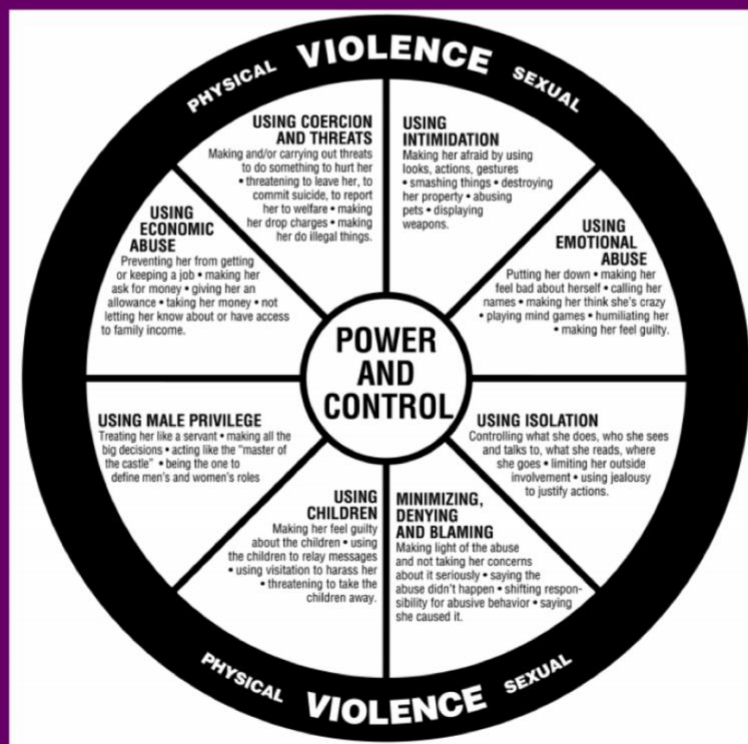 PHYSICAL VIOLENCE SEXUAL
USING COERCION
AND THREATS
Making and/or carrying out threats
to do something to hurt her
• threatening to leave her, to
commit suicide, to report
her to welfare • making
her drop charges • making
her do illegal things.
USING
INTIMIDATION
Making her afraid by using
looks, actions, gestures
• smashing things • destroying
her property • abusing
pets • displaying
weapons.
USING
EMOTIONAL
ABUSE
Putting her down • making her
feel bad about herself • calling her
names • making her think she's crazy
• playing mind games • humiliating her
• making her feel guilty.
USING ISOLATION
Controlling what she does, who she sees
and talks to, what she reads, where
she goes • limiting her outside
involvement • using jealousy
to justify actions.
MINIMIZING,
DENYING
AND BLAMING
Making light of the abuse
and not taking her concerns
about it seriously • saying the
abuse didn't happen • shifting respon-
sibility for abusive behavior • saying
she caused it.
USING
CHILDREN
Making her feel guilty
about the children • using
the children to relay messages
• using visitation to harass her
• threatening to take the
children away.
USING MALE PRIVILEGE
Treating her like a servant • making all the
big decisions • acting like the "master of
the castle" • being the one to
define men's and women's roles
USING
ECONOMIC
ABUSE
Preventing her from getting
or keeping a job • making her
ask for money • giving her an
allowance • taking her money • not
letting her know about or have access
to family income.
POWER
AND
CONTROL
PHYSICAL VIOLENCE SEXUAL